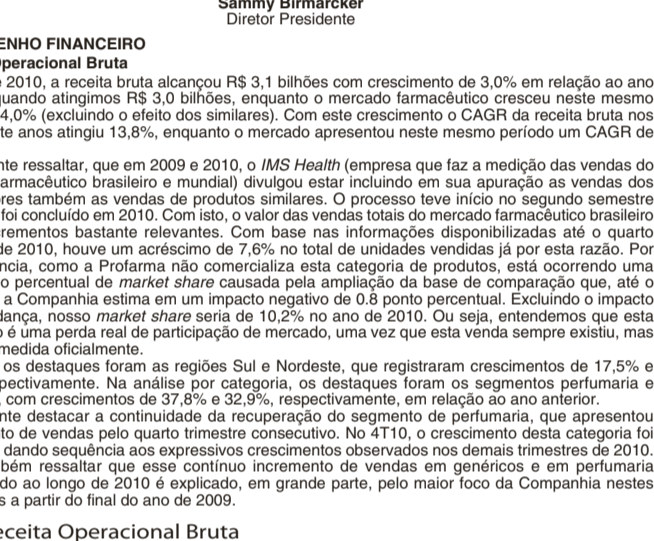 Sammy Birmarcker
Diretor Presidente
ENHO FINANCEIRO
Operacional Bruta
2010, a receita bruta alcançou R$ 3,1 bilhões com crescimento de 3,0% em relação ao ano
quando atingimos R$ 3,0 bilhões, enquanto o mercado farmacêutico cresceu neste mesmo
4,0% (excluindo o efeito dos similares). Com este crescimento o CAGR da receita bruta nos
te anos atingiu 13,8%, enquanto o mercado apresentou neste mesmo período um CAGR de
nte ressaltar, que em 2009 e 2010, o IMS Health (empresa que faz a medição das vendas do
armacêutico brasileiro e mundial) divulgou estar incluindo em sua apuração as vendas dos
res também as vendas de produtos similares. O processo teve início no segundo semestre
foi concluído em 2010. Com isto, o valor das vendas totais do mercado farmacêutico brasileiro
rementos bastante relevantes. Com base nas informações disponibilizadas até o quarto
de 2010, houve um acréscimo de 7,6% no total de unidades vendidas já por esta razão. Por
ncia, como a Profarma não comercializa esta categoria de produtos, está ocorrendo uma
o percentual de market share causada pela ampliação da base de comparação que, até o
a Companhia estima em um impacto negativo de 0.8 ponto percentual. Excluindo o impacto
dança, nosso market share seria de 10,2% no ano de 2010. Ou seja, entendemos que esta
o é uma perda real de participação de mercado, uma vez que esta venda sempre existiu, mas
medida oficialmente.
os destaques foram as regiões Sul e Nordeste, que registraram crescimentos de 17,5% e
pectivamente. Na análise por categoria, os destaques foram os segmentos perfumaria e
, com crescimentos de 37,8% e 32,9%, respectivamente, em relação ao ano anterior.
nte destacar a continuidade da recuperação do segmento de perfumaria, que apresentou
to de vendas pelo quarto trimestre consecutivo. No 4T10, o crescimento desta categoria foi
dando sequência aos expressivos crescimentos observados nos demais trimestres de 2010.
bém ressaltar que esse contínuo incremento de vendas em genéricos e em perfumaria
do ao longo de 2010 é explicado, em grande parte, pelo maior foco da Companhia nestes
s a partir do final do ano de 2009.
eceita Operacional Bruta